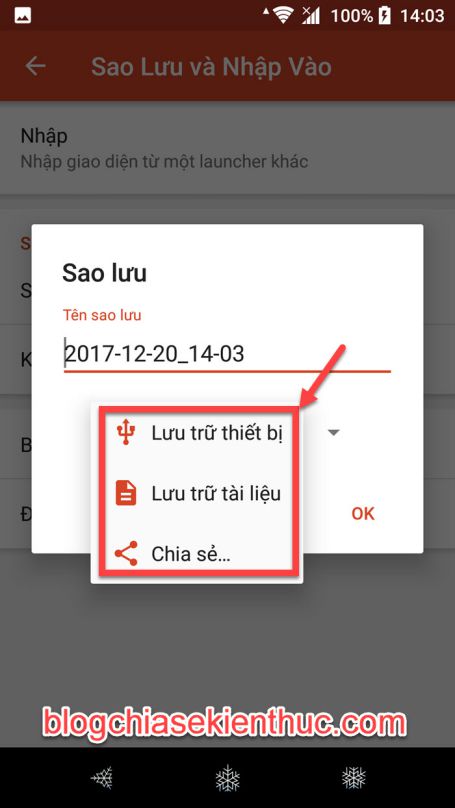 100% 14:03
Sao Lưu và Nhập Vào
Nhập
Nhập giao diện từ một launcher khác
S
S
Sao lưu
Tên sao lưu
2017-12-20_14-03
K
Lưu trữ thiết bị
B
Lưu trữ tài liệu
Đ
OK
Chia sẻ...
blogchiasekienthuc.com